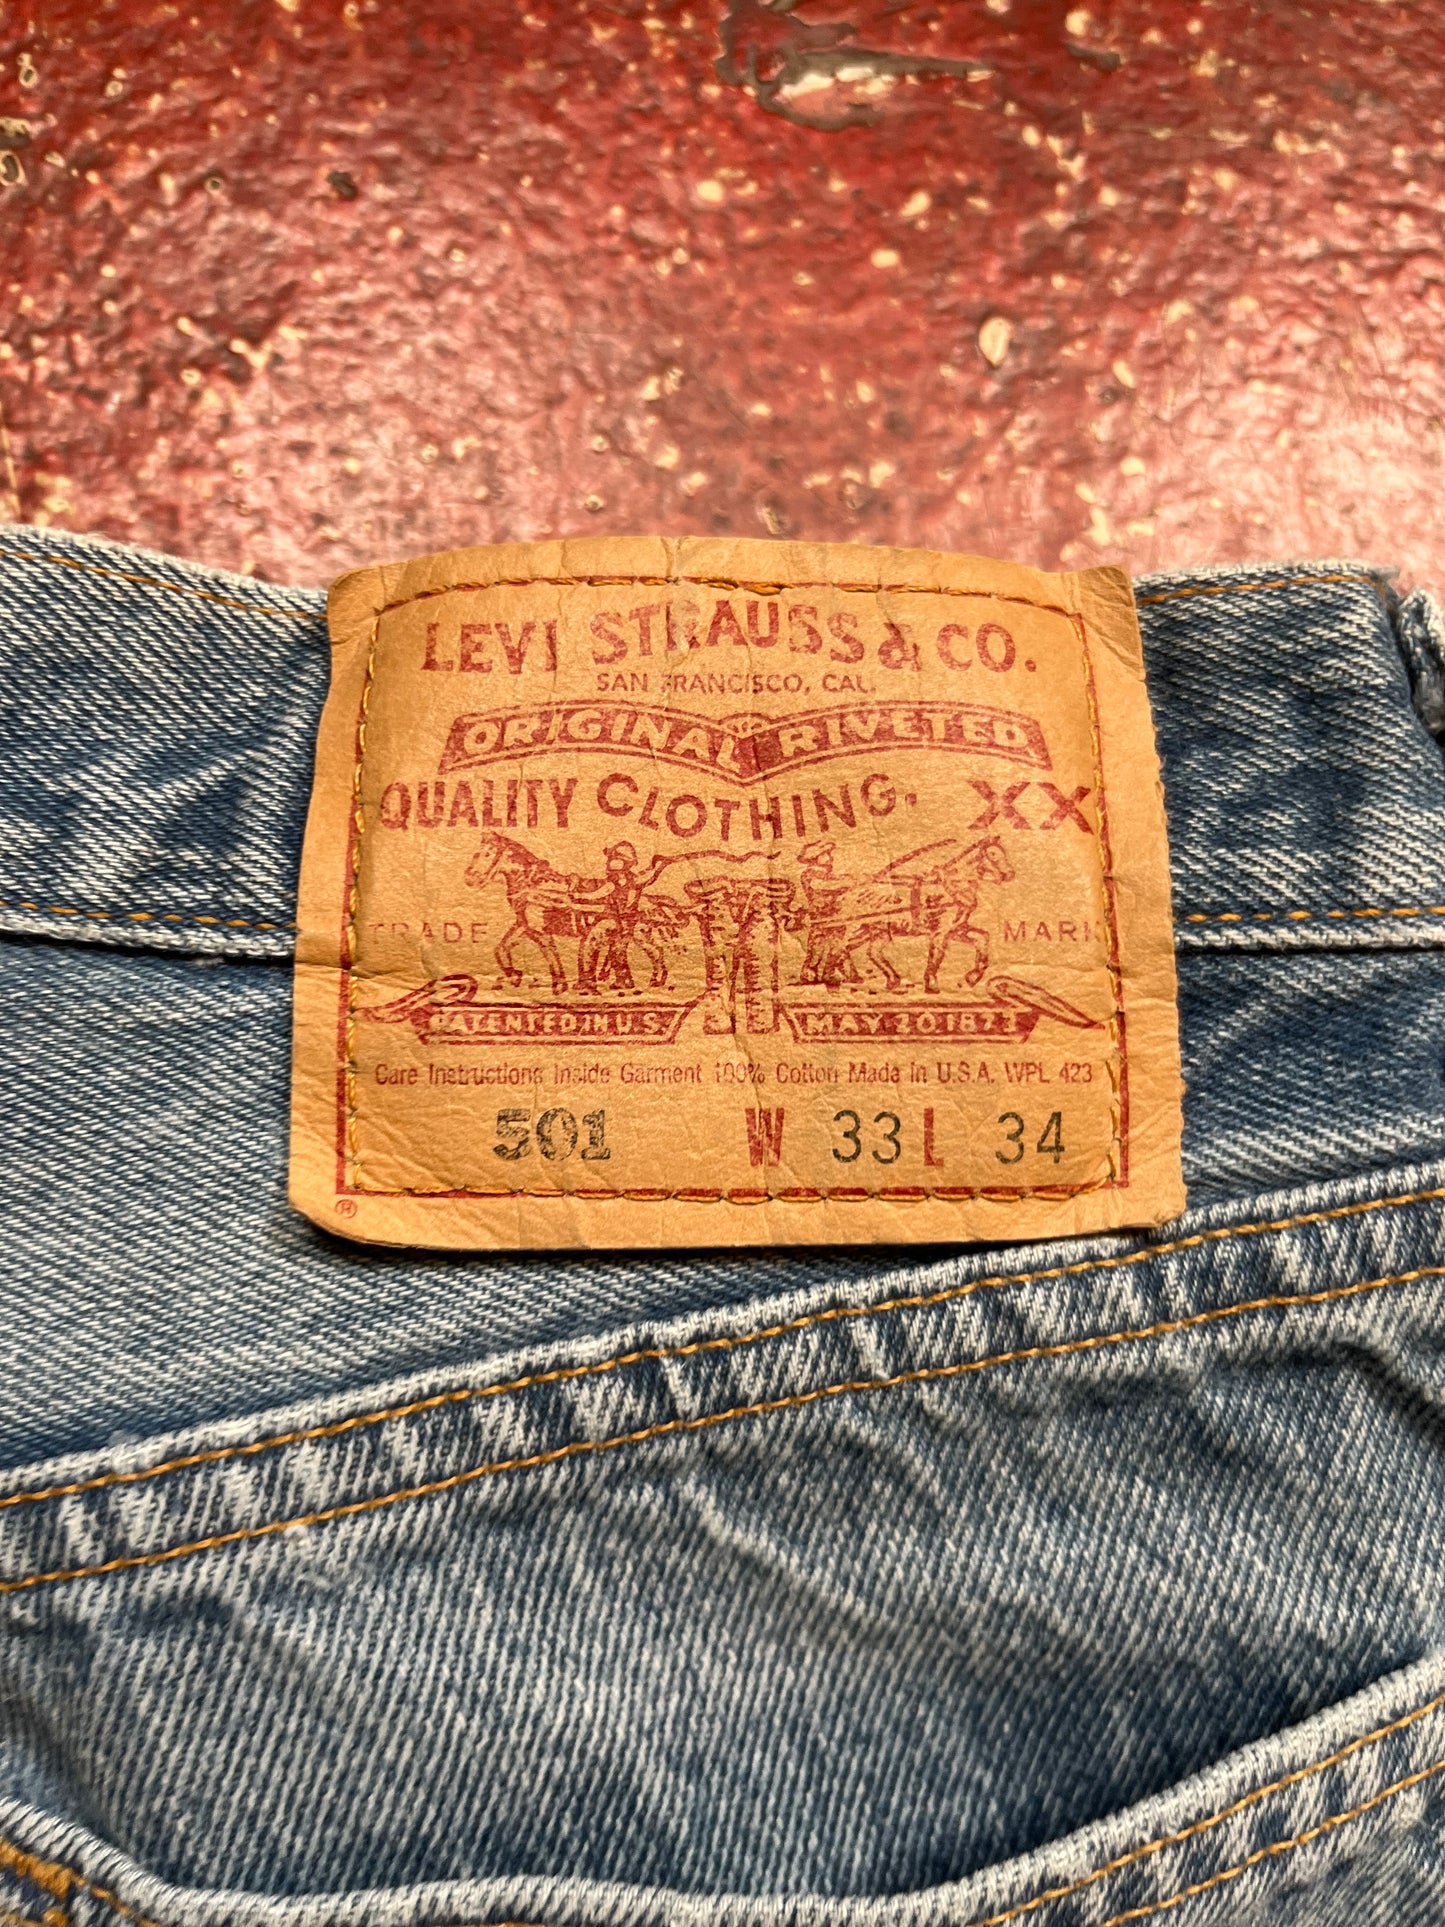 LEVI STRAUSS & CO.
SAN FRANCISCO, CAL.
ORIGINAL RIVETED
QUALITY CLOTHING. XX
TRADE MARK
PATENTED IN U.S. MAY 20 1873
Care Instructions Inside Garment 100% Cotton Made in U.S.A. WPL 423
501 W 33 L 34
®